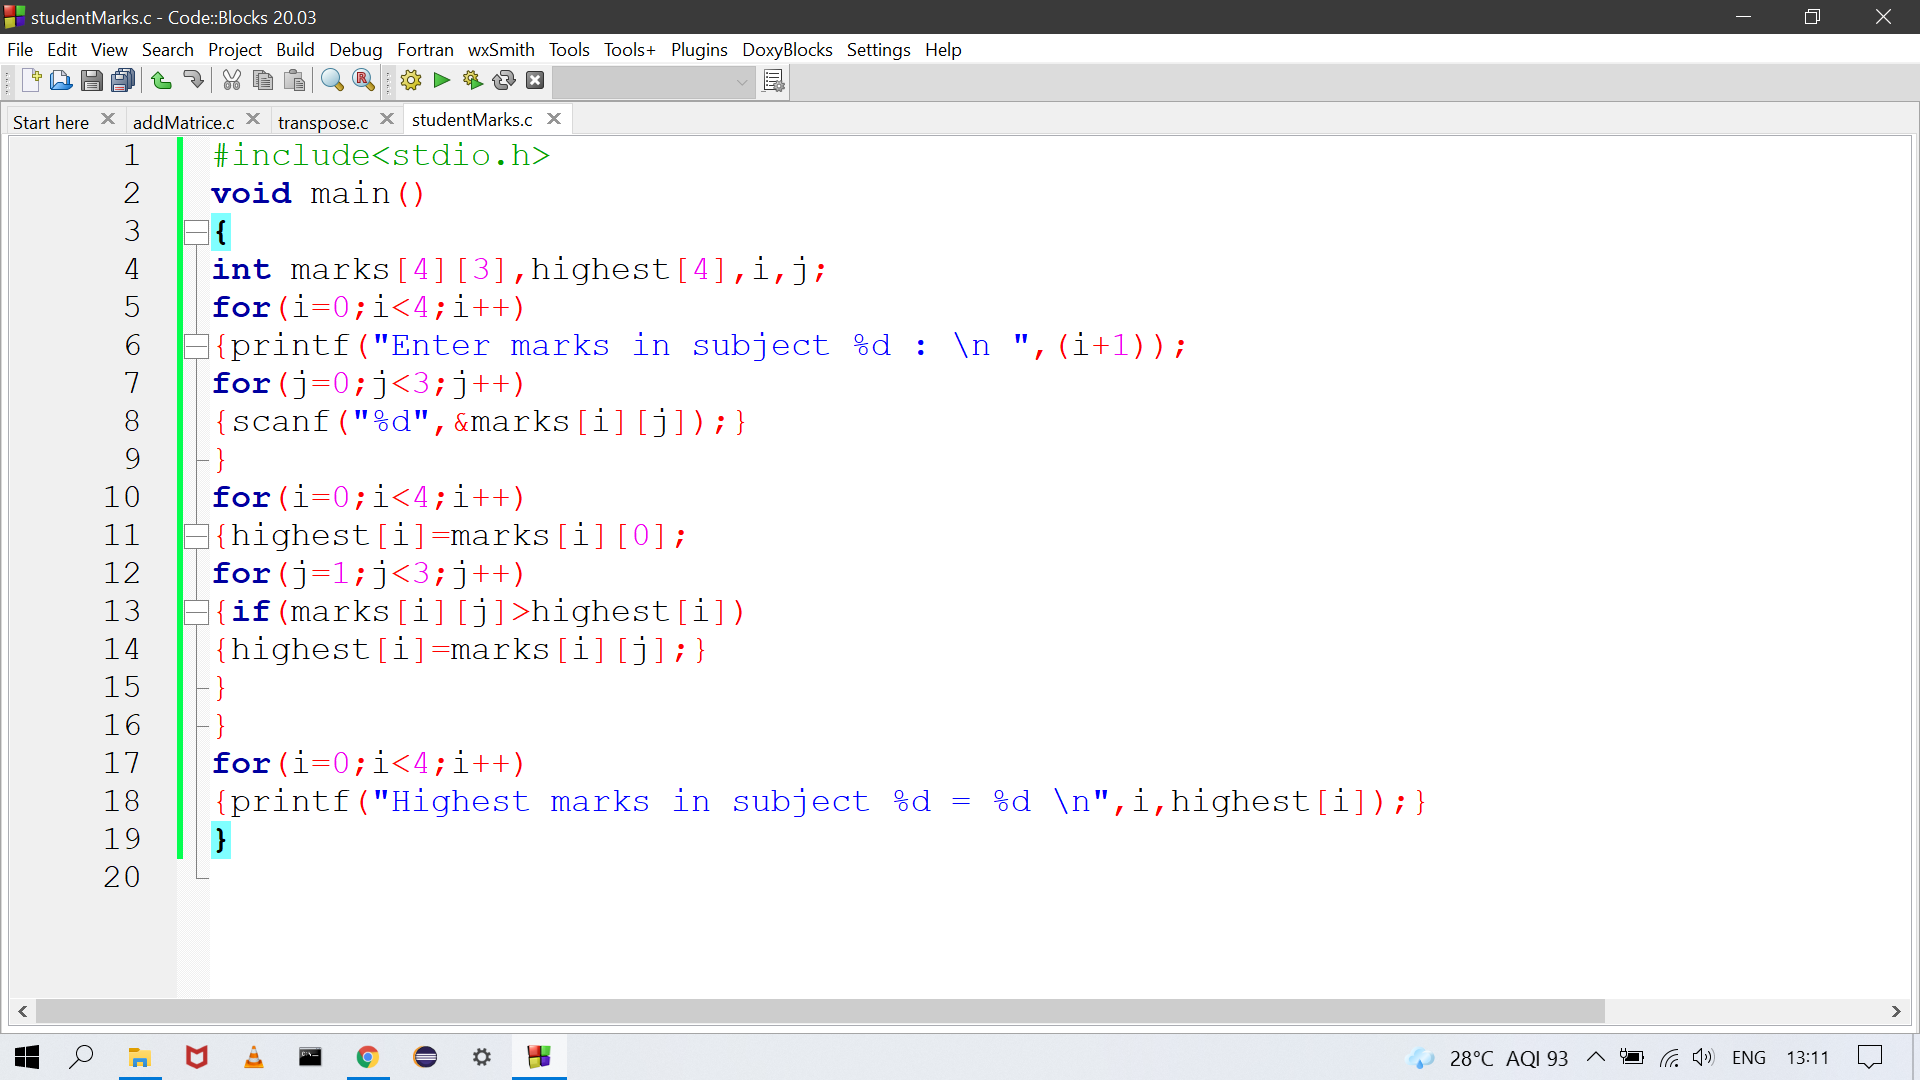 studentMarks.c - Code::Blocks 20.03
File Edit View Search Project Build Debug Fortran wxSmith Tools Tools+ Plugins DoxyBlocks Settings Help
Start here addMatrice.c transpose.c studentMarks.c
1 #include<stdio.h>
2 void main()
3 {
4 int marks[4][3],highest[4],i,j;
5 for(i=0;i<4;i++)
6 {printf("Enter marks in subject %d : \n ",(i+1));
7 for(j=0;j<3;j++)
8 {scanf("%d",&marks[i][j]);}
9 }
10 for(i=0;i<4;i++)
11 {highest[i]=marks[i][0];
12 for(j=1;j<3;j++)
13 {if(marks[i][j]>highest[i])
14 {highest[i]=marks[i][j];}
15 }
16 }
17 for(i=0;i<4;i++)
18 {printf("Highest marks in subject %d = %d \n",i,highest[i]);}
19 }
20
28°C AQI 93 ENG 13:11